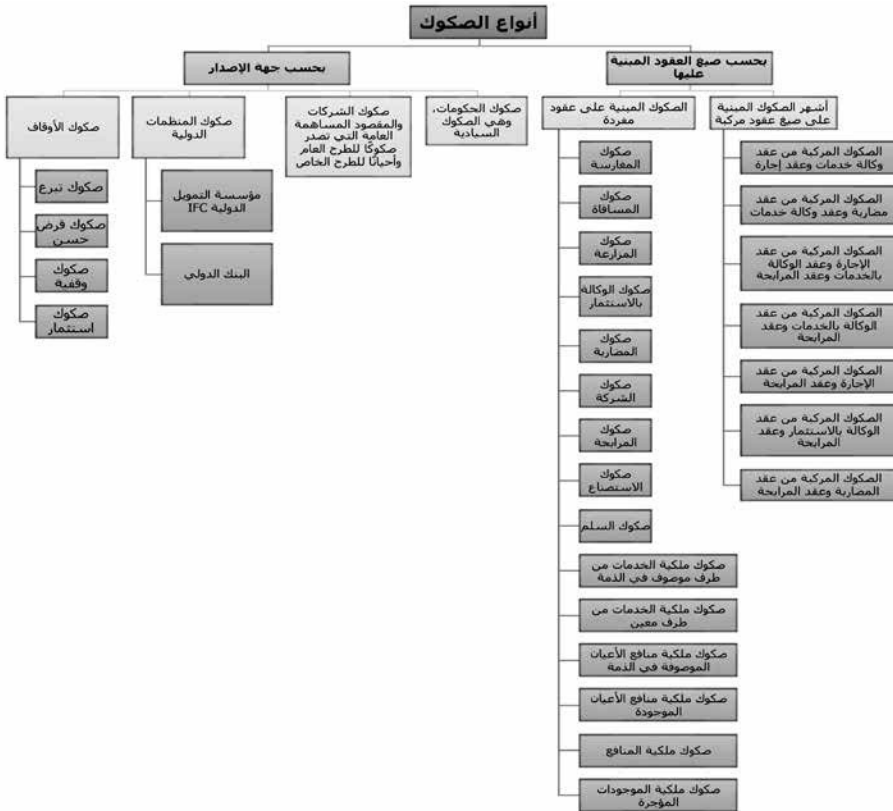 أنواع الصكوك
بحسب صيغ العقود المبنية
عليها
بحسب جهة الإصدار
أشهر الصكوك المبنية
على صيغ عقود مركبة
الصكوك المركبة من عقد
وكالة خدمات وعقد إجارة
الصكوك المركبة من عقد
مضاربة وعقد وكالة خدمات
الصكوك المركبة من عقد
الإجارة وعقد الوكالة
بالخدمات وعقد المرابحة
الصكوك المركبة من عقد
الوكالة بالخدمات وعقد
المرابحة
الصكوك المركبة من عقد
الإجارة وعقد المرابحة
الصكوك المركبة من عقد
الوكالة بالاستثمار وعقد
المرابحة
الصكوك المركبة من عقد
المضاربة وعقد المرابحة
الصكوك المبنية على عقود
مفردة
صكوك
المغارسة
صكوك
المساقاة
صكوك
المزارعة
صكوك الوكالة
بالاستثمار
صكوك
المضاربة
صكوك
الشركة
صكوك
المرابحة
صكوك
الاستصناع
صكوك السلم
صكوك ملكية الخدمات من
طرف موصوف في الذمة
صكوك ملكية الخدمات من
طرف معين
صكوك ملكية منافع الأعيان
الموصوفة في الذمة
صكوك ملكية منافع الأعيان
الموجودة
صكوك ملكية المنافع
صكوك ملكية الموجودات
المؤجرة
صكوك الحكومات،
وهي الصكوك
السيادية
صكوك الشركات
والمقصود المساهمة
العامة التي تصدر
صكوكًا للطرح العام
وأحيانًا للطرح الخاص
صكوك المنظمات
الدولية
مؤسسة التمويل
الدولية IFC
البنك الدولي
صكوك الأوقاف
صكوك تبرع
صكوك قرض
حسن
صكوك
وقفية
صكوك
استثمار